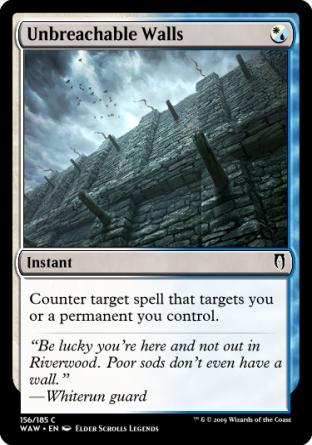 Unbreachable Walls
Instant
Counter target spell that targets you
or a permanent you control.
“Be lucky you’re here and not out in
Riverwood. Poor sods don’t even have a
wall.”
—Whiterun guard
156/185 C
WAW • EN Elder Scrolls Legends
™ & © 2019 Wizards of the Coast